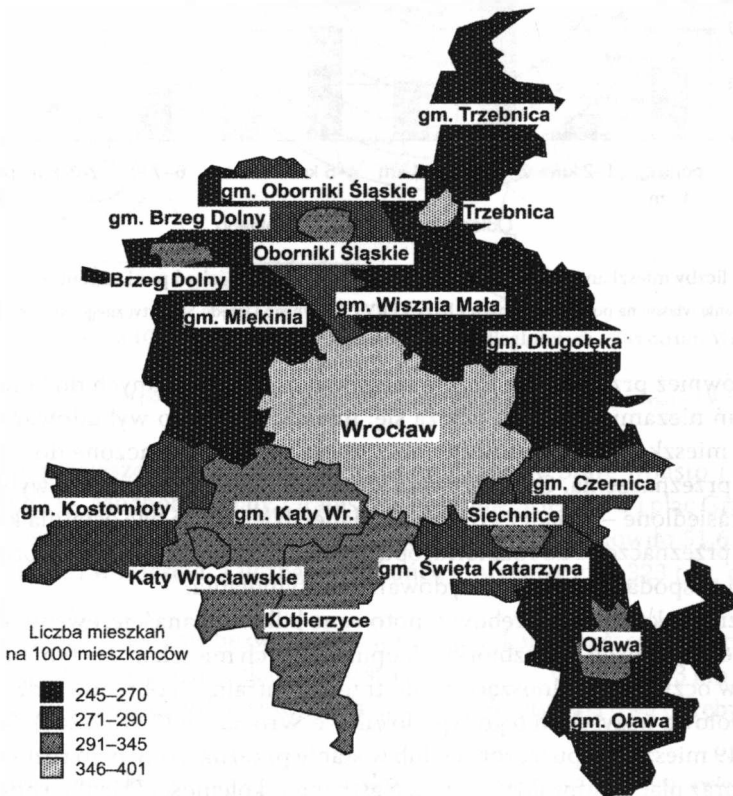 gm. Trzebnica
gm. Oborniki Śląskie
Trzebnica
gm. Brzeg Dolny
Oborniki Śląskie
Brzeg Dolny
gm. Wisznia Mała
gm. Miękinia
gm. Długołęka
Wrocław
gm. Czernica
gm. Kostomłoty
gm. Kąty Wr.
Siechnice
gm. Święta Katarzyna
Kąty Wrocławskie
Kobierzyce
Oława
gm. Oława
Liczba mieszkań
na 1000 mieszkańców
245–270
271–290
291–345
346–401